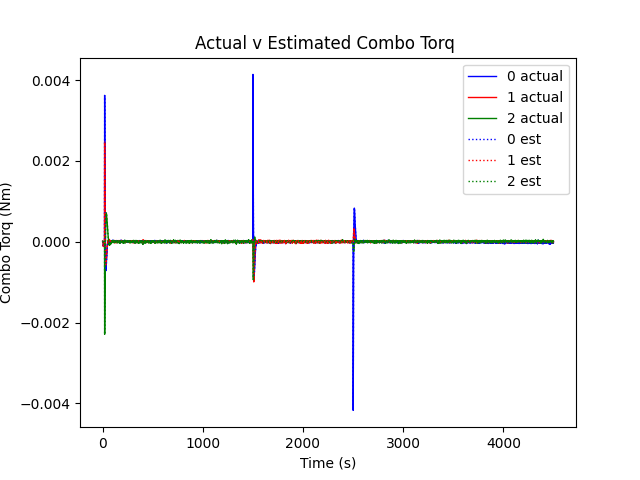 Actual v Estimated Combo Torq
0 actual
1 actual
2 actual
0 est
1 est
2 est
0.004
0.002
0.000
−0.002
−0.004
Combo Torq (Nm)
0 1000 2000 3000 4000
Time (s)